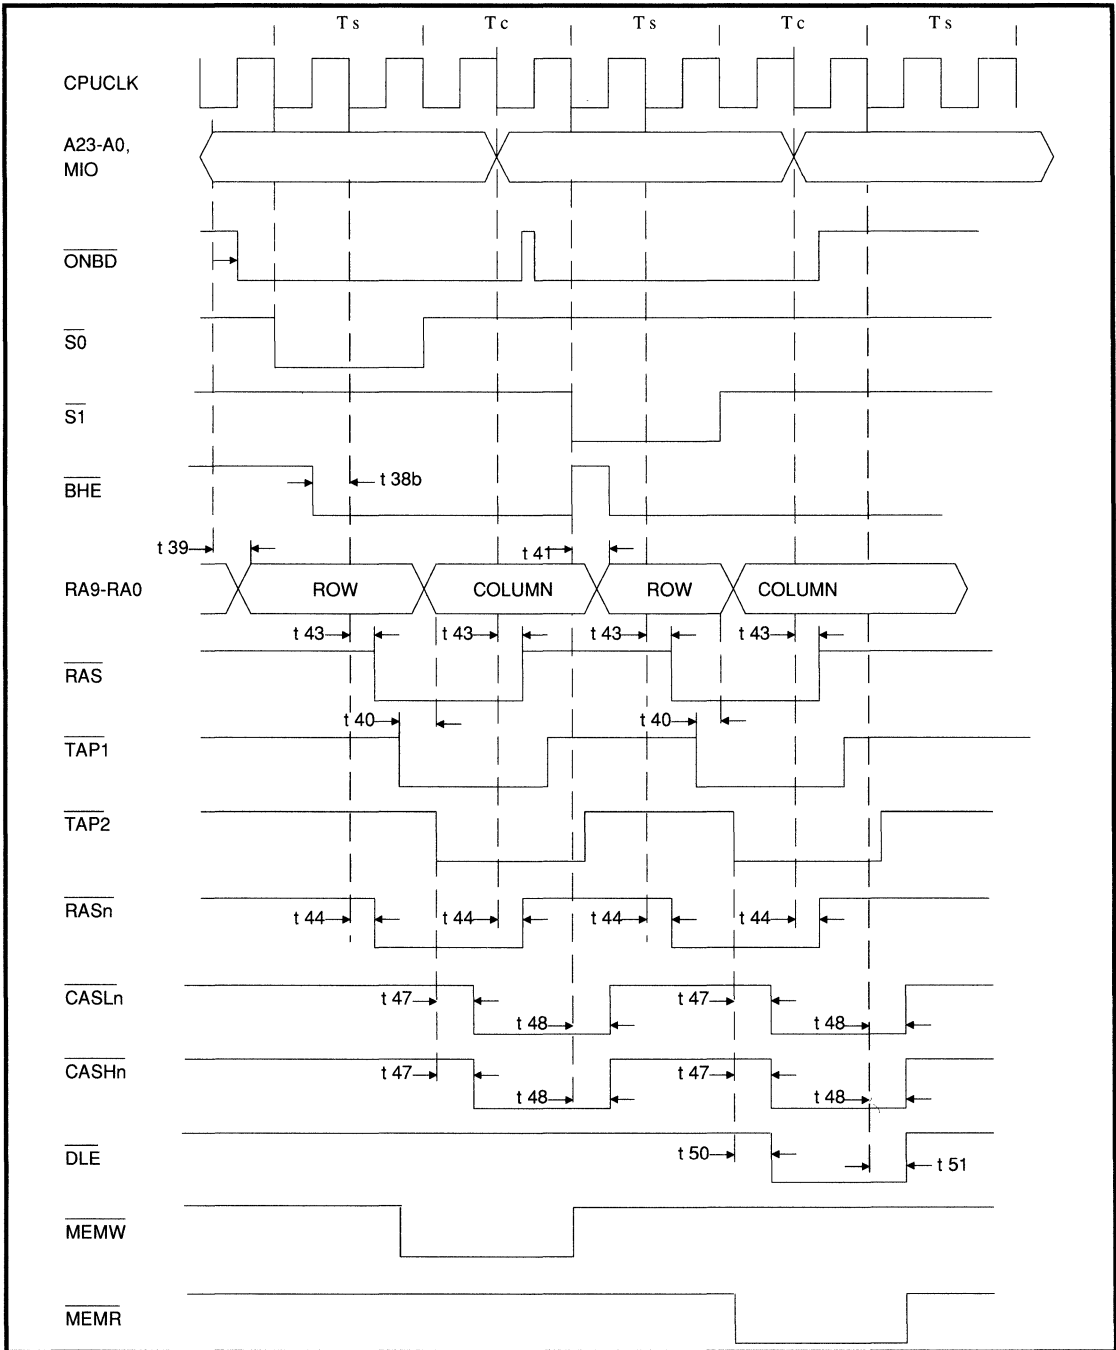 Ts Tc Ts Tc Ts
CPUCLK
A23-A0,
MIO
ONBD
S0
S1
BHE
t 38b
t 39
t 41
RA9-RA0 ROW COLUMN ROW COLUMN
t 43 t 43 t 43 t 43
RAS
t 40 t 40
TAP1
TAP2
RASn
t 44 t 44 t 44 t 44
CASLn
t 47 t 47
t 48 t 48
CASHn
t 47 t 47
t 48 t 48
DLE
t 50
t 51
MEMW
MEMR